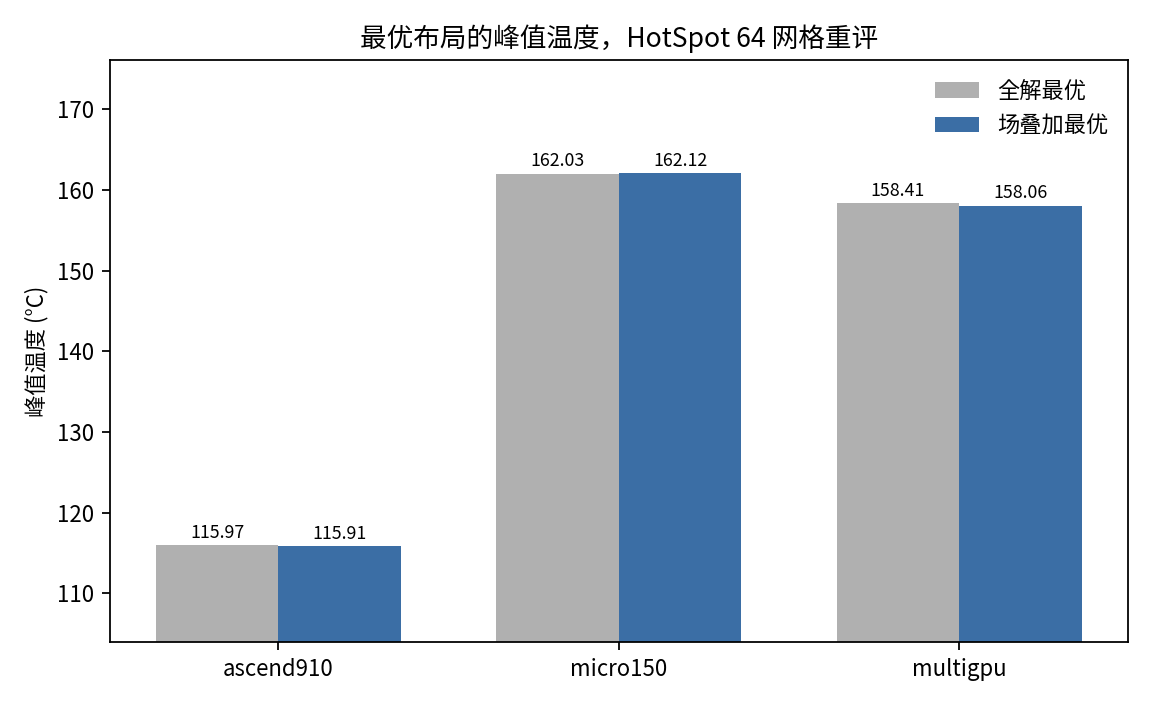 最优布局的峰值温度，HotSpot 64 网格重评
全解最优
场叠加最优
峰值温度 (°C)
170
160
150
140
130
120
110
115.97
115.91
162.03
162.12
158.41
158.06
ascend910
micro150
multigpu